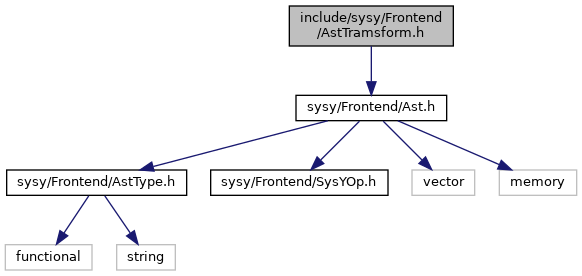 include/sysy/Frontend
/AstTramsform.h
sysy/Frontend/Ast.h
sysy/Frontend/AstType.h
sysy/Frontend/SysYOp.h
vector
memory
functional
string